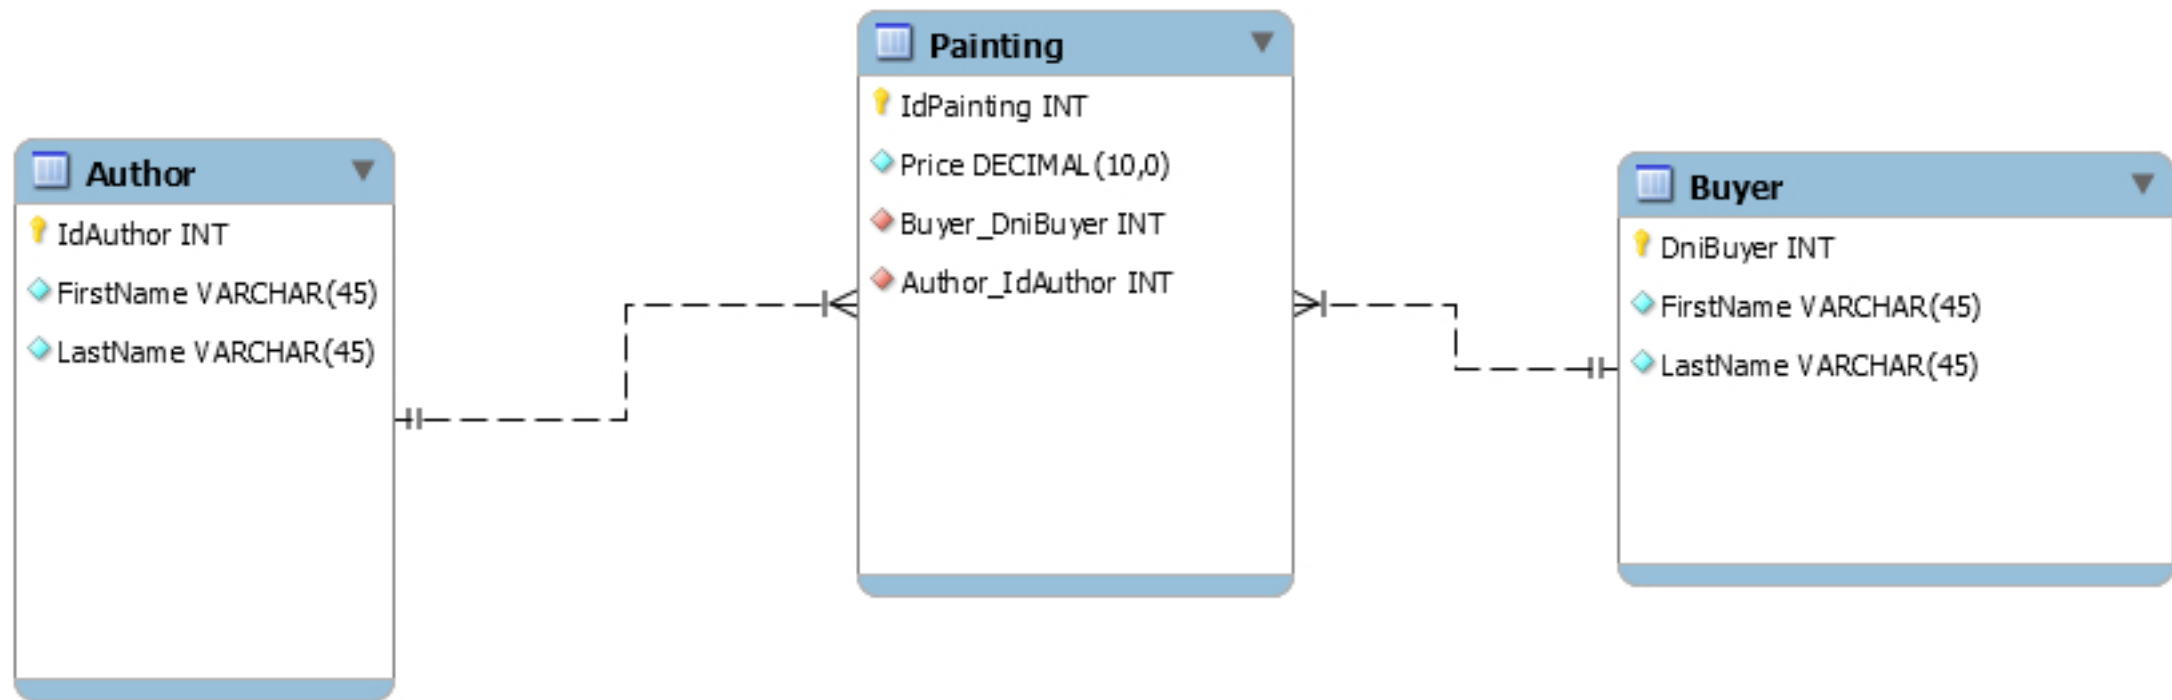 Author
IdAuthor INT
FirstName VARCHAR(45)
LastName VARCHAR(45)
Painting
IdPainting INT
Price DECIMAL(10,0)
Buyer_DniBuyer INT
Author_IdAuthor INT
Buyer
DniBuyer INT
FirstName VARCHAR(45)
LastName VARCHAR(45)